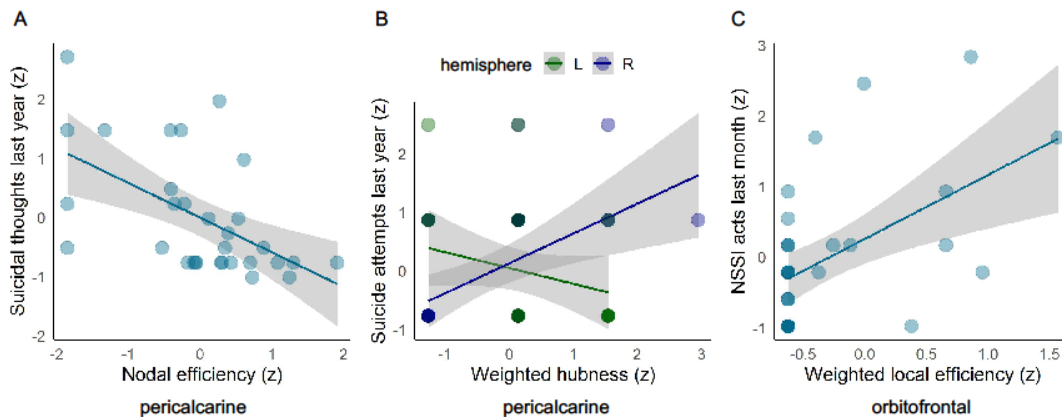 A
Suicidal thoughts last year (z)
2
1
0
-1
-2
-2
-1
0
1
2
Nodal efficiency (z)
pericalcarine
B
hemisphere L R
Suicide attempts last year (z)
2
1
0
-1
-1
0
1
2
3
Weighted hubness (z)
pericalcarine
C
NSSI acts last month (z)
3
2
1
0
-1
-0.5
0.0
0.5
1.0
1.5
Weighted local efficiency (z)
orbitofrontal